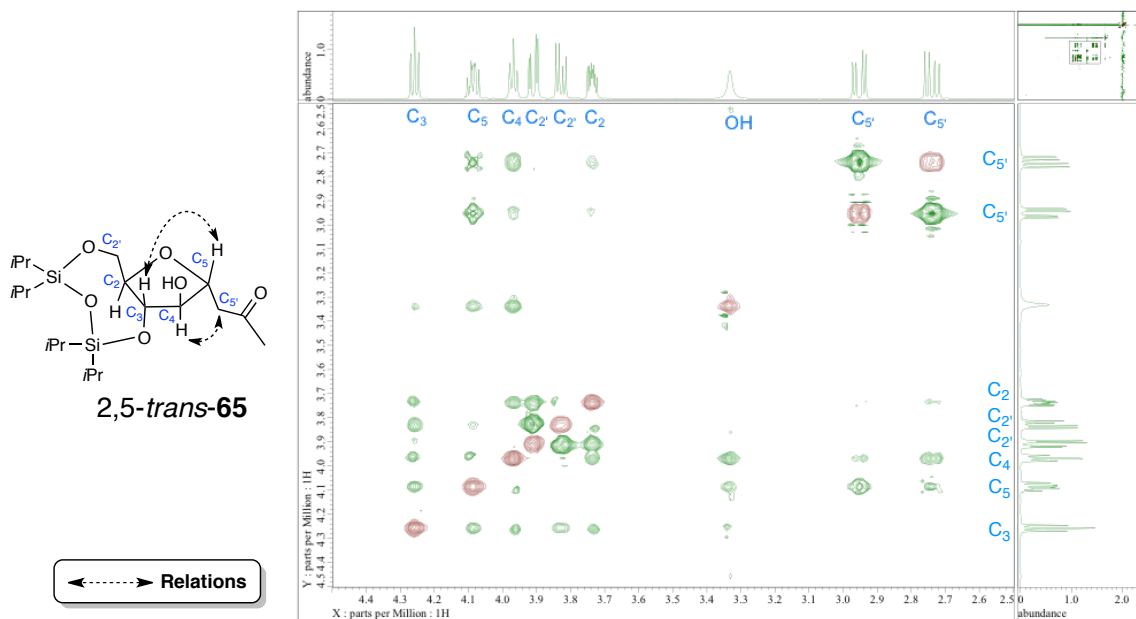 C2'
O
O
H
iPr
C5
H
HO
iPr
Si
C2
O
C5'
O
H
C3
C4
H
iPr
Si
O
iPr
2,5-trans-65
Relations
abundance
0
1.0
C3 C5 C4 C2' C2' C2 OH C5' C5'
Y : parts per Million : 1H
2.5
2.6
2.7
2.8
2.9
3.0
3.1
3.2
3.3
3.4
3.5
3.6
3.7
3.8
3.9
4.0
4.1
4.2
4.3
4.4
4.5
C5'
C5'
C2
C2'
C2'
C4
C5
C3
4.4 4.3 4.2 4.1 4.0 3.9 3.8 3.7 3.6 3.5 3.4 3.3 3.2 3.1 3.0 2.9 2.8 2.7 2.6 2.5
X : parts per Million : 1H
0 1.0 2.0
abundance